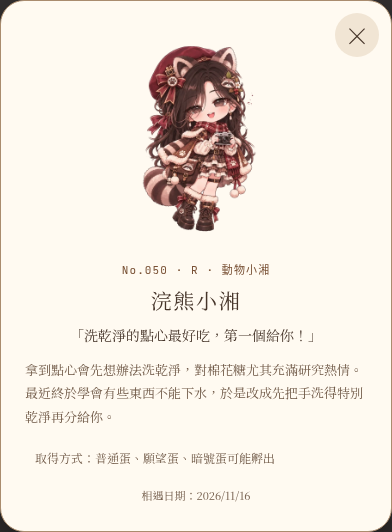 No.050 · R · 動物小湘
浣熊小湘
「洗乾淨的點心最好吃，第一個給你！」
拿到點心會先想辦法洗乾淨，對棉花糖尤其充滿研究熱情。
最近終於學會有些東西不能下水，於是改成先把手洗得特別
乾淨再分給你。
取得方式：普通蛋、願望蛋、暗號蛋可能孵出
相遇日期：2026/11/16